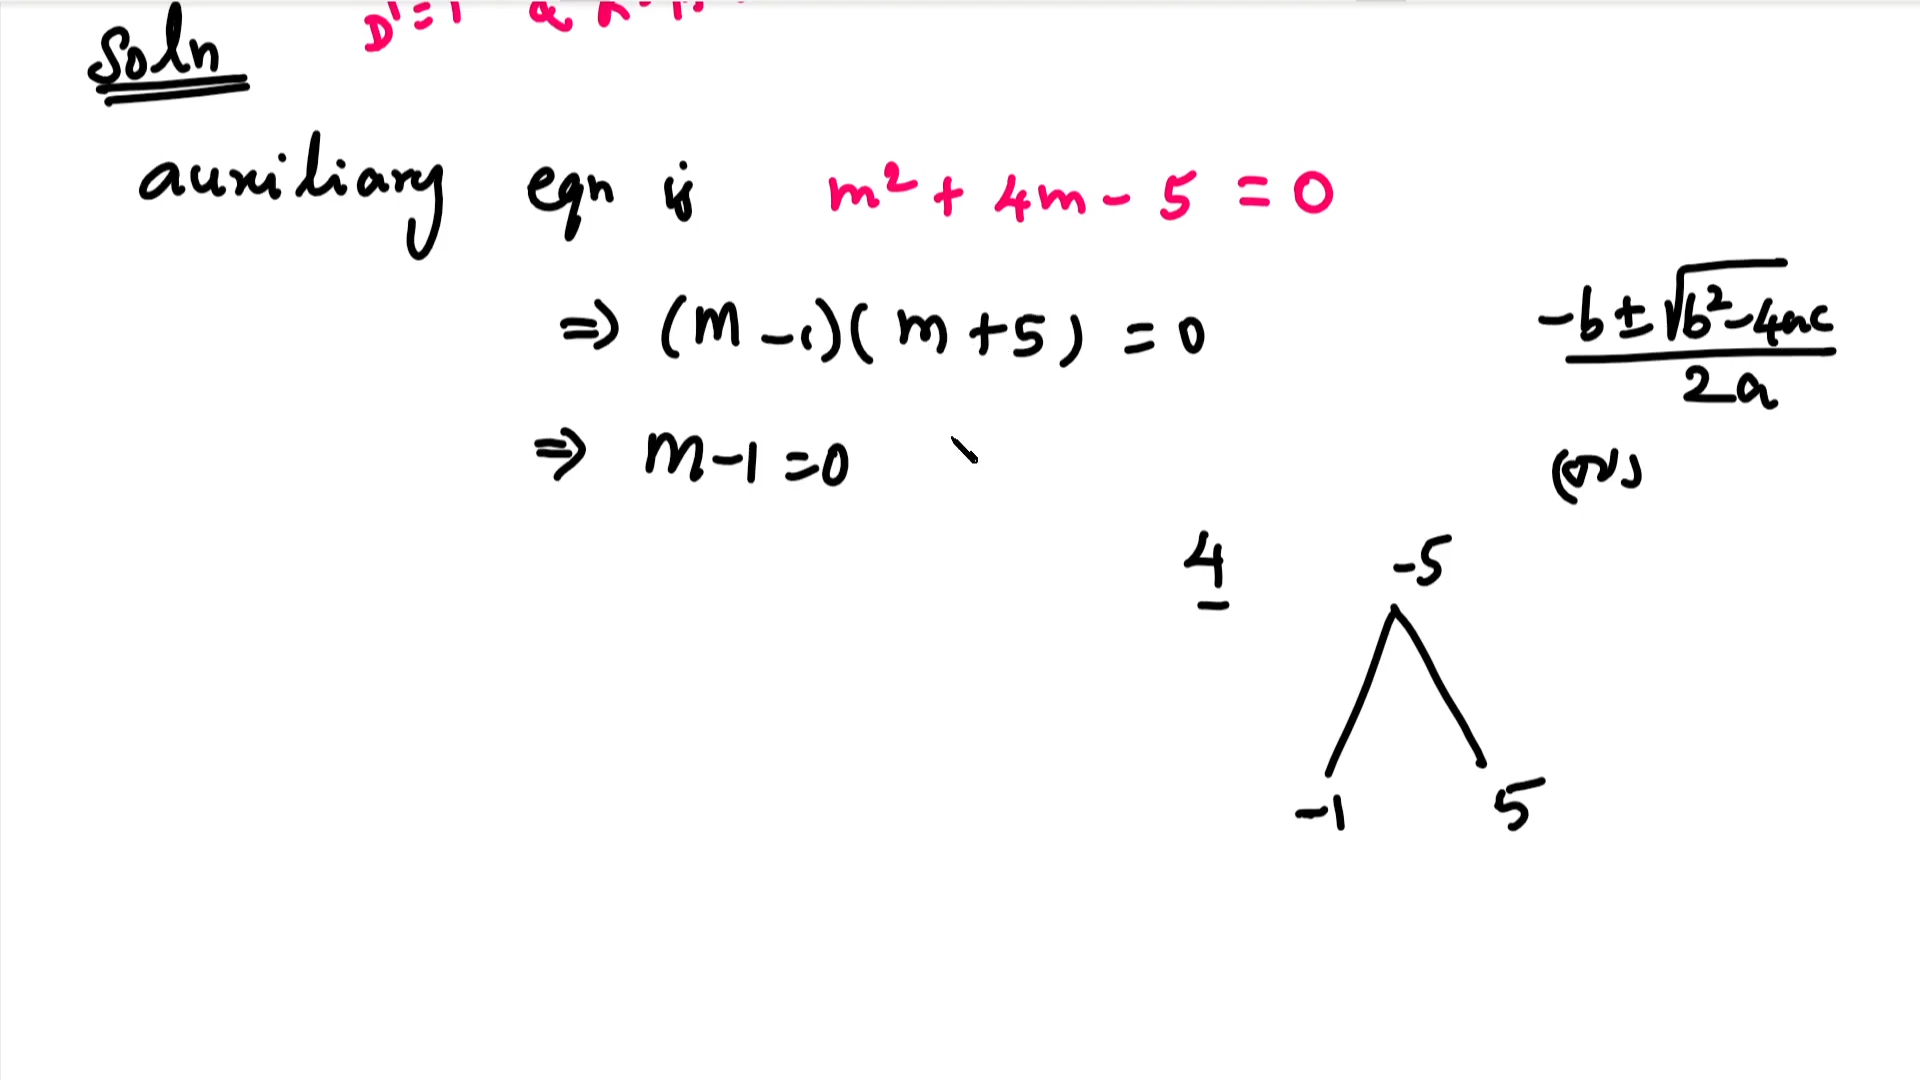 Soln
auxiliary eqn is m² + 4m - 5 = 0
⇒ (m - 1)(m + 5) = 0
-b ± √b² - 4ac
2a
⇒ m - 1 = 0
(or)
4 -5
-1 5